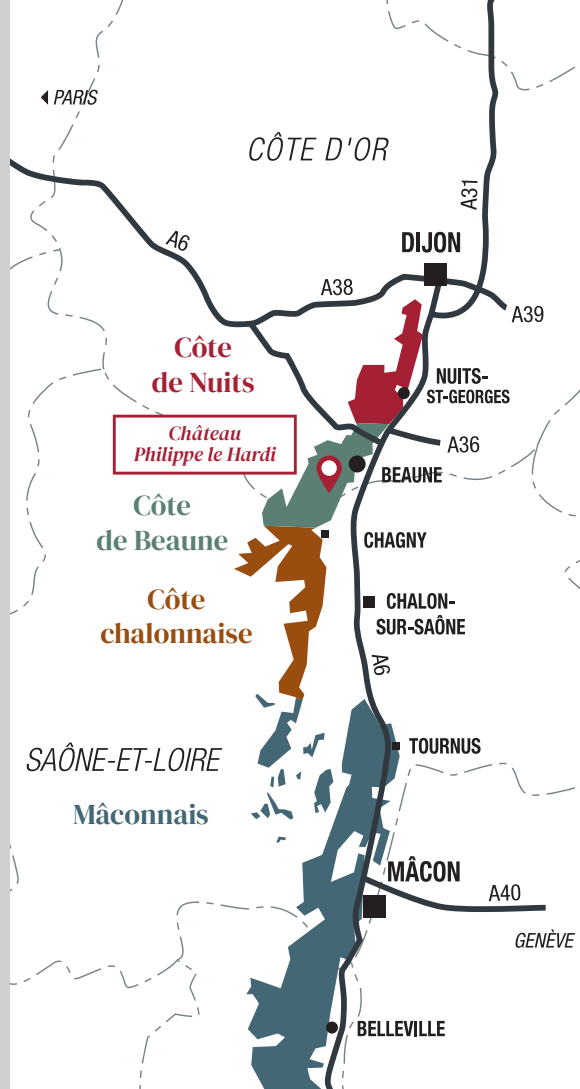 PARIS
CÔTE D'OR
A31
A6
DIJON
A38
A39
Côte
de Nuits
NUITS-
ST-GEORGES
Château
Philippe le Hardi
A36
BEAUNE
Côte
de Beaune
CHAGNY
Côte
chalonnaise
CHALON-
SUR-SAÔNE
A6
SAÔNE-ET-LOIRE
TOURNUS
Mâconnais
MÂCON
A40
GENÈVE
BELLEVILLE